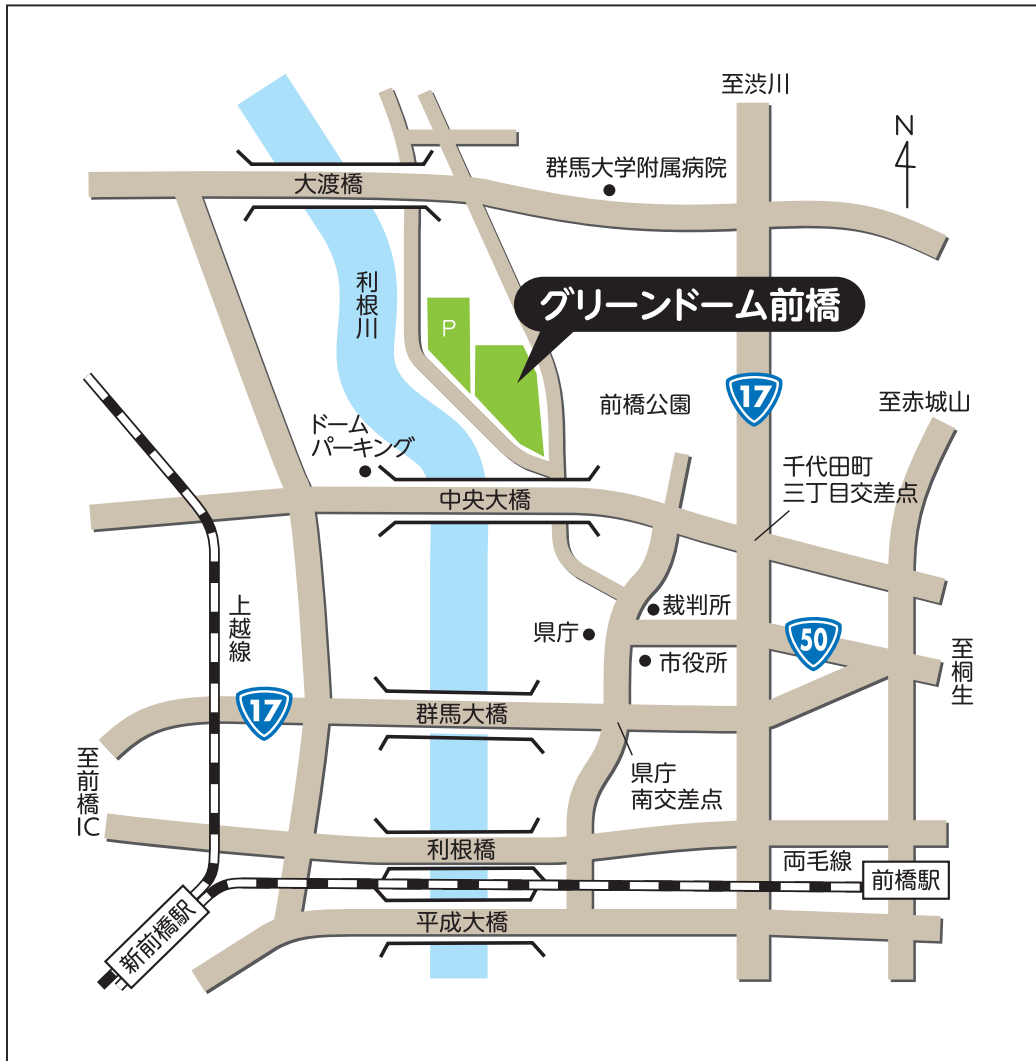 至渋川
N
群馬大学附属病院
大渡橋
利根川
グリーンドーム前橋
P
17
前橋公園
至赤城山
ドーム
パーキング
千代田町
三丁目交差点
中央大橋
上越線
裁判所
県庁
50
市役所
至桐生
17
群馬大橋
至前橋IC
県庁
南交差点
利根橋
両毛線
前橋駅
新前橋駅
平成大橋